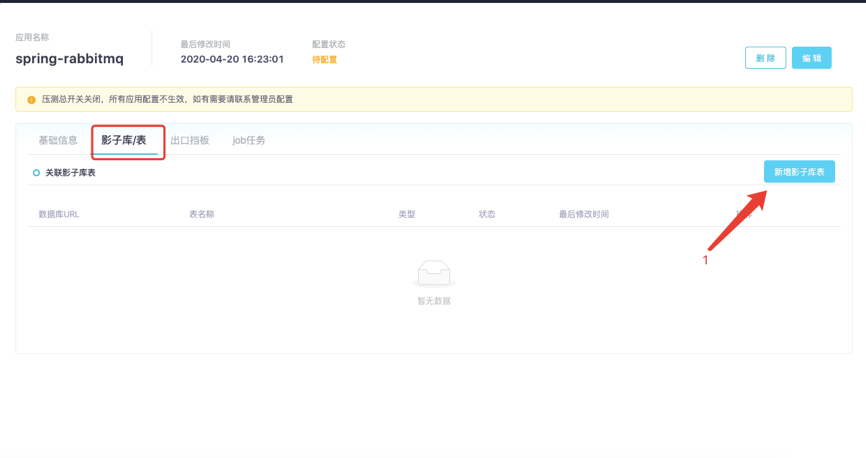 应用名称
spring-rabbitmq
最后修改时间
2020-04-20 16:23:01
配置状态
待配置
删 除
编 辑
压测总开关关闭，所有应用配置不生效，如有需要请联系管理员配置
基础信息
影子库/表
出口挡板
job任务
关联影子库表
新增影子库表
数据库URL
表名称
类型
状态
最后修改时间
1
暂无数据